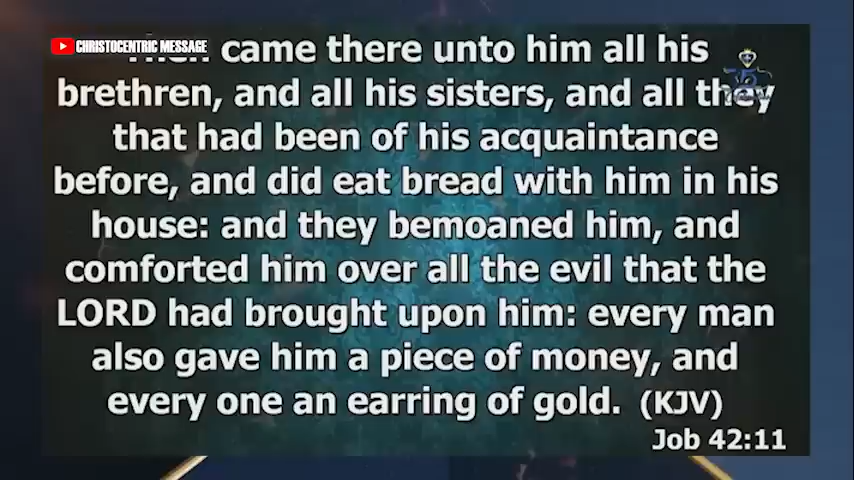 CHRISTOCENTRIC MESSAGE
came there unto him all his
brethren, and all his sisters, and all they
that had been of his acquaintance
before, and did eat bread with him in his
house: and they bemoaned him, and
comforted him over all the evil that the
LORD had brought upon him: every man
also gave him a piece of money, and
every one an earring of gold. (KJV)
Job 42:11